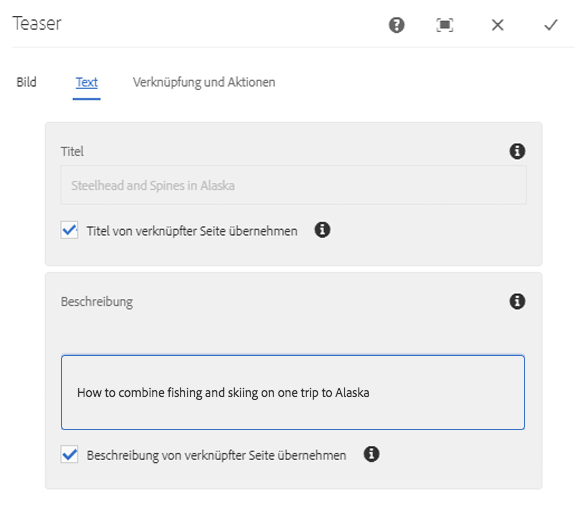 Teaser
Bild Text Verknüpfung und Aktionen
Titel
Steelhead and Spines in Alaska
Titel von verknüpfter Seite übernehmen
Beschreibung
How to combine fishing and skiing on one trip to Alaska
Beschreibung von verknüpfter Seite übernehmen